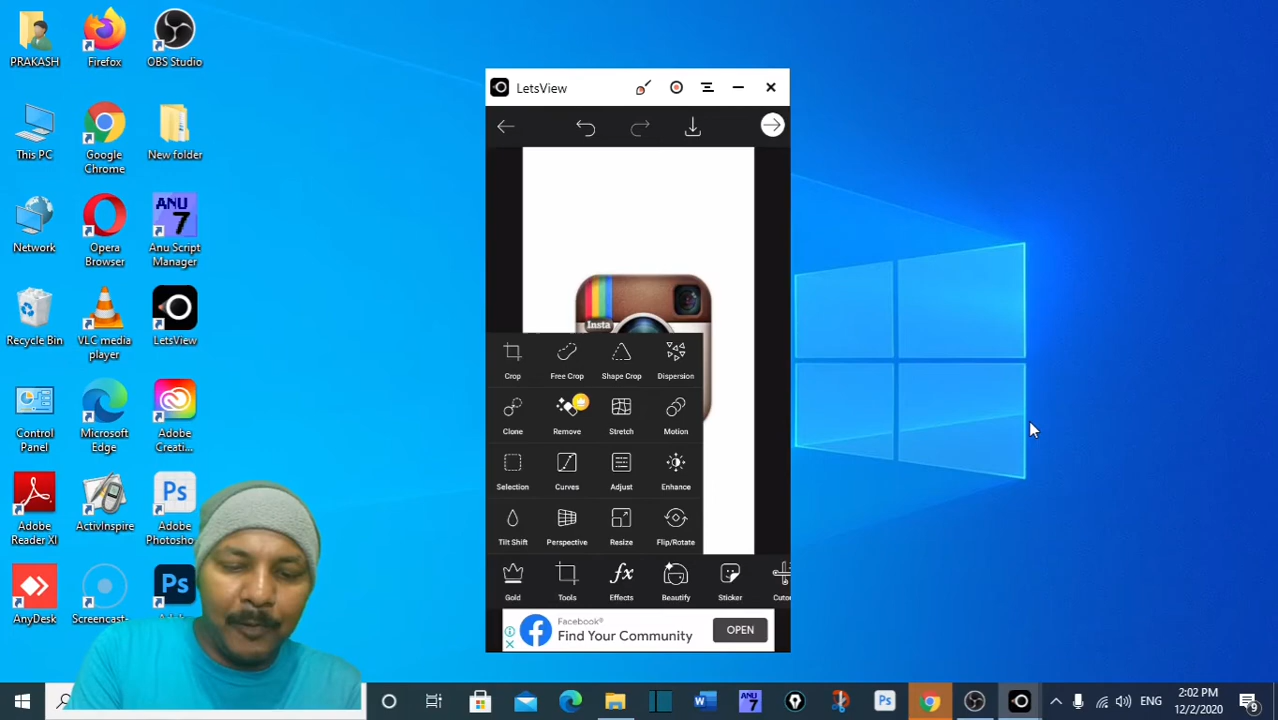 PRAKASH
Firefox
OBS Studio
This PC
Google Chrome
New folder
Network
Opera Browser
ANU
7
Anu Script Manager
Recycle Bin
VLC media player
LetsView
Control Panel
Microsoft Edge
Adobe Creati...
Adobe Reader XI
ActivInspire
Ps
Adobe Photosho...
AnyDesk
Screencast-
Ps
LetsView
Insta
Crop
Free Crop
Shape Crop
Dispersion
Clone
Remove
Stretch
Motion
Selection
Curves
Adjust
Enhance
Tilt Shift
Perspective
Resize
Flip/Rotate
Gold
Tools
fx
Effects
Beautify
Sticker
Facebook®
Find Your Community
OPEN
ENG
2:02 PM
12/2/2020
9